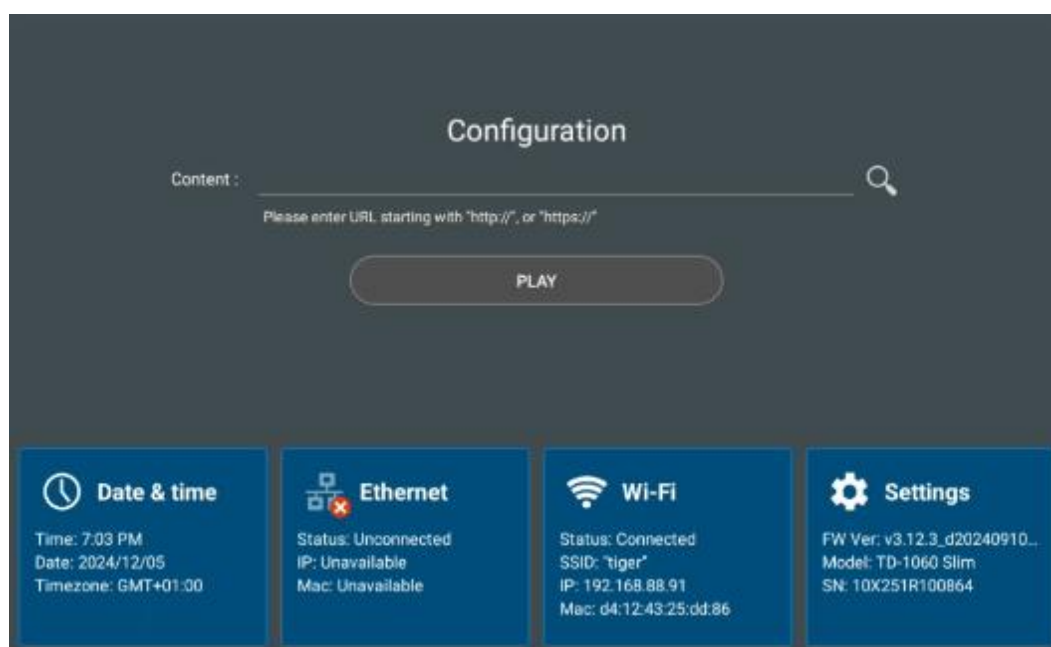 Configuration
Content :
Please enter URL starting with "http://", or "https://"
PLAY
Date & time
Time: 7:03 PM
Date: 2024/12/05
Timezone: GMT+01:00
Ethernet
Status: Unconnected
IP: Unavailable
Mac: Unavailable
Wi-Fi
Status: Connected
SSID: "tiger"
IP: 192.168.88.91
Mac: d4:12:43:25:dd:86
Settings
FW Ver: v3.12.3_d20240910...
Model: TD-1060 Slim
SN: 10X251R100864